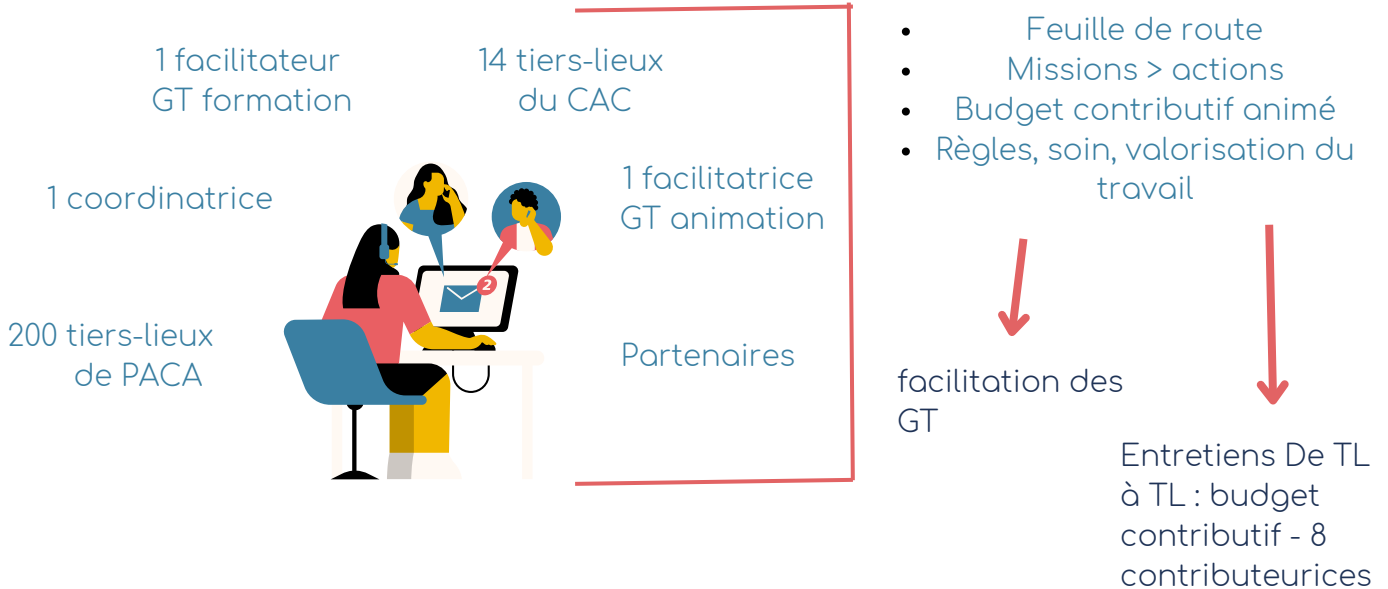 1 facilitateur
GT formation
14 tiers-lieux
du CAC
1 coordinatrice
1 facilitatrice
GT animation
200 tiers-lieux
de PACA
Partenaires
2
• Feuille de route
• Missions > actions
• Budget contributif animé
• Règles, soin, valorisation du
travail
facilitation des
GT
Entretiens De TL
à TL : budget
contributif - 8
contributeurices